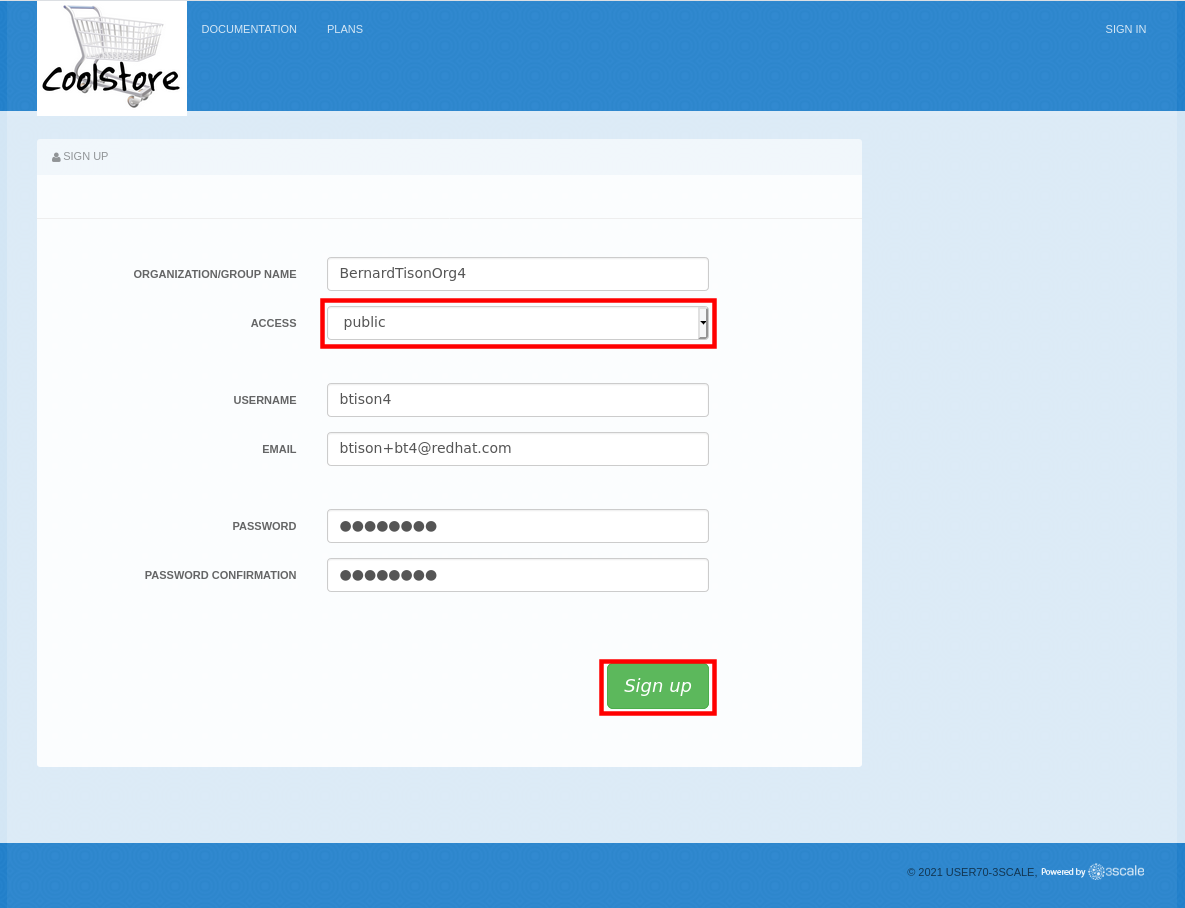 DOCUMENTATION PLANS SIGN IN
CoolStore
SIGN UP
ORGANIZATION/GROUP NAME BernardTisonOrg4
ACCESS public
USERNAME btison4
EMAIL btison+bt4@redhat.com
PASSWORD ●●●●●●●●
PASSWORD CONFIRMATION ●●●●●●●●
Sign up
© 2021 USER70-3SCALE, Powered by 3scale